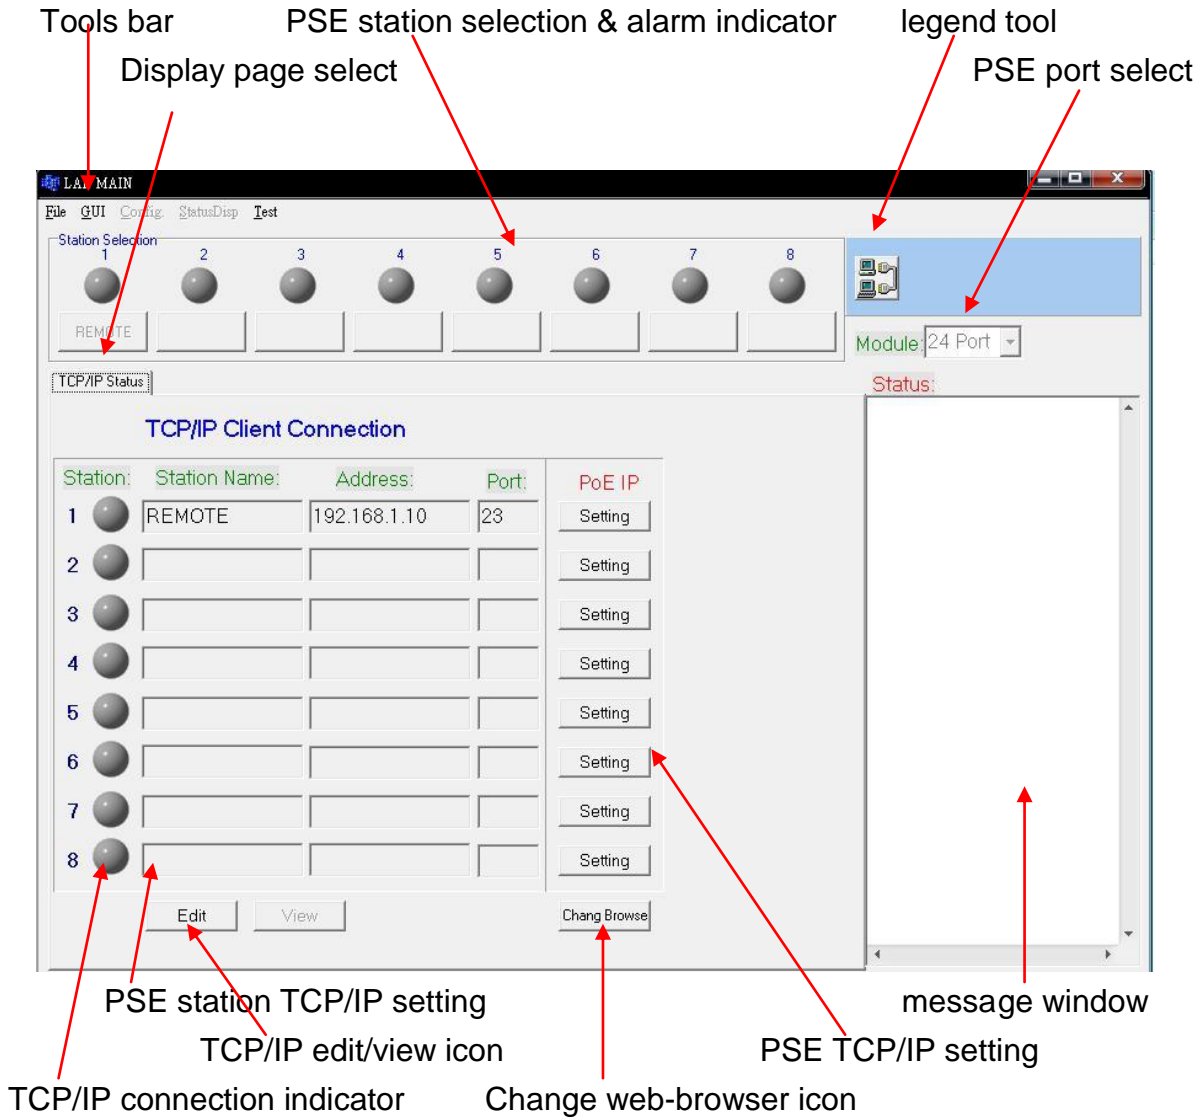 Tools bar PSE station selection & alarm indicator legend tool
Display page select PSE port select
LAN MAIN
File GUI Config. StatusDisp Test
Station Selection
1 2 3 4 5 6 7 8
REMOTE
Module: 24 Port
TCP/IP Status Status:
TCP/IP Client Connection
Station: Station Name: Address: Port: PoE IP
1 REMOTE 192.168.1.10 23 Setting
2 Setting
3 Setting
4 Setting
5 Setting
6 Setting
7 Setting
8 Setting
Edit View Chang Browse
PSE station TCP/IP setting message window
TCP/IP edit/view icon PSE TCP/IP setting
TCP/IP connection indicator Change web-browser icon